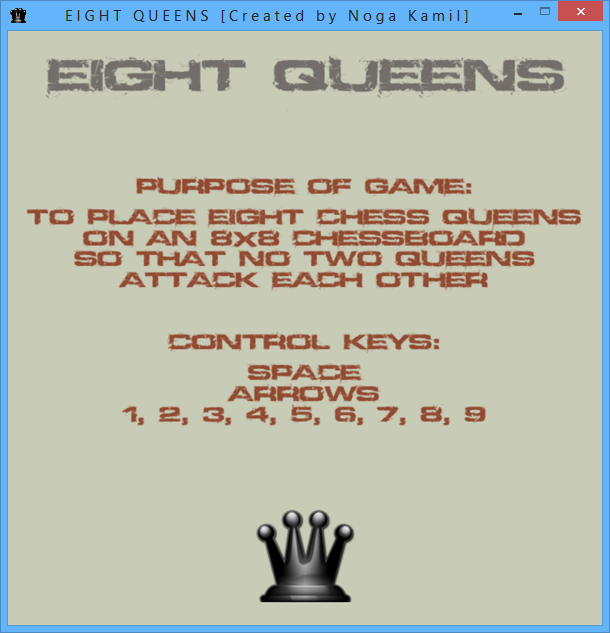 EIGHT QUEENS [Created by Noga Kamil]
EIGHT QUEENS
PURPOSE OF GAME:
TO PLACE EIGHT CHESS QUEENS
ON AN 8X8 CHESSBOARD
SO THAT NO TWO QUEENS
ATTACK EACH OTHER
CONTROL KEYS:
SPACE
ARROWS
1, 2, 3, 4, 5, 6, 7, 8, 9